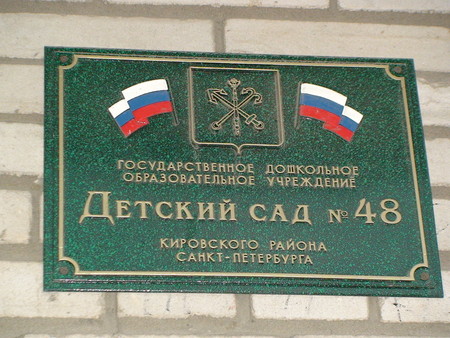 ГОСУДАРСТВЕННОЕ ДОШКОЛЬНОЕ
ОБРАЗОВАТЕЛЬНОЕ УЧРЕЖДЕНИЕ
ДЕТСКИЙ САД № 48
КИРОВСКОГО РАЙОНА
САНКТ-ПЕТЕРБУРГА